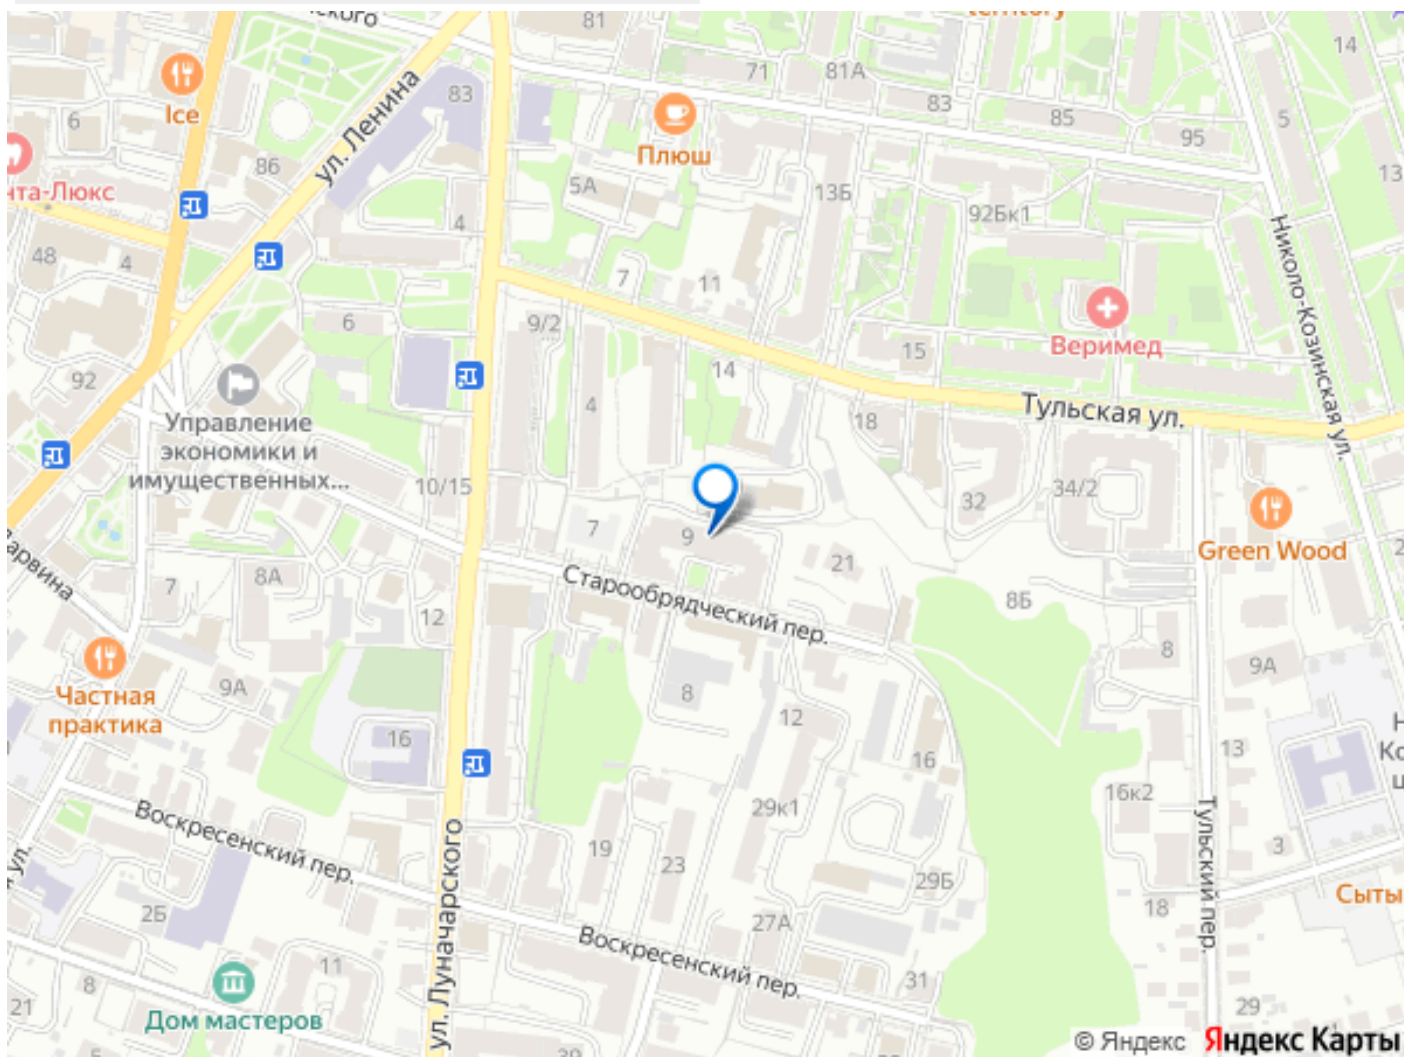 81
territory
14
71
81А
Ice
83
ул. Ленина
83
85
95
5
6
Плюш
86
5А
13Б
13
нта-Люкс
4
92Бк1
48
4
7
11
Николо-Козинская ул.
6
9/2
15
Веримед
92
14
4
18
Тульская ул.
Управление
экономики и
имущественных...
10/15
32
34/2
7
9
Green Wood
21
7
8А
Старообрядческий пер.
8Б
12
8
9А
Частная
практика
9А
8
12
16
13
16
29к1
16к2
Воскресенский пер.
19
23
3
29Б
Тульский пер.
Сыты
2Б
18
27А
ул. Луначарского
Воскресенский пер.
11
31
8
21
Дом мастеров
29
© Яндекс Яндекс Карты